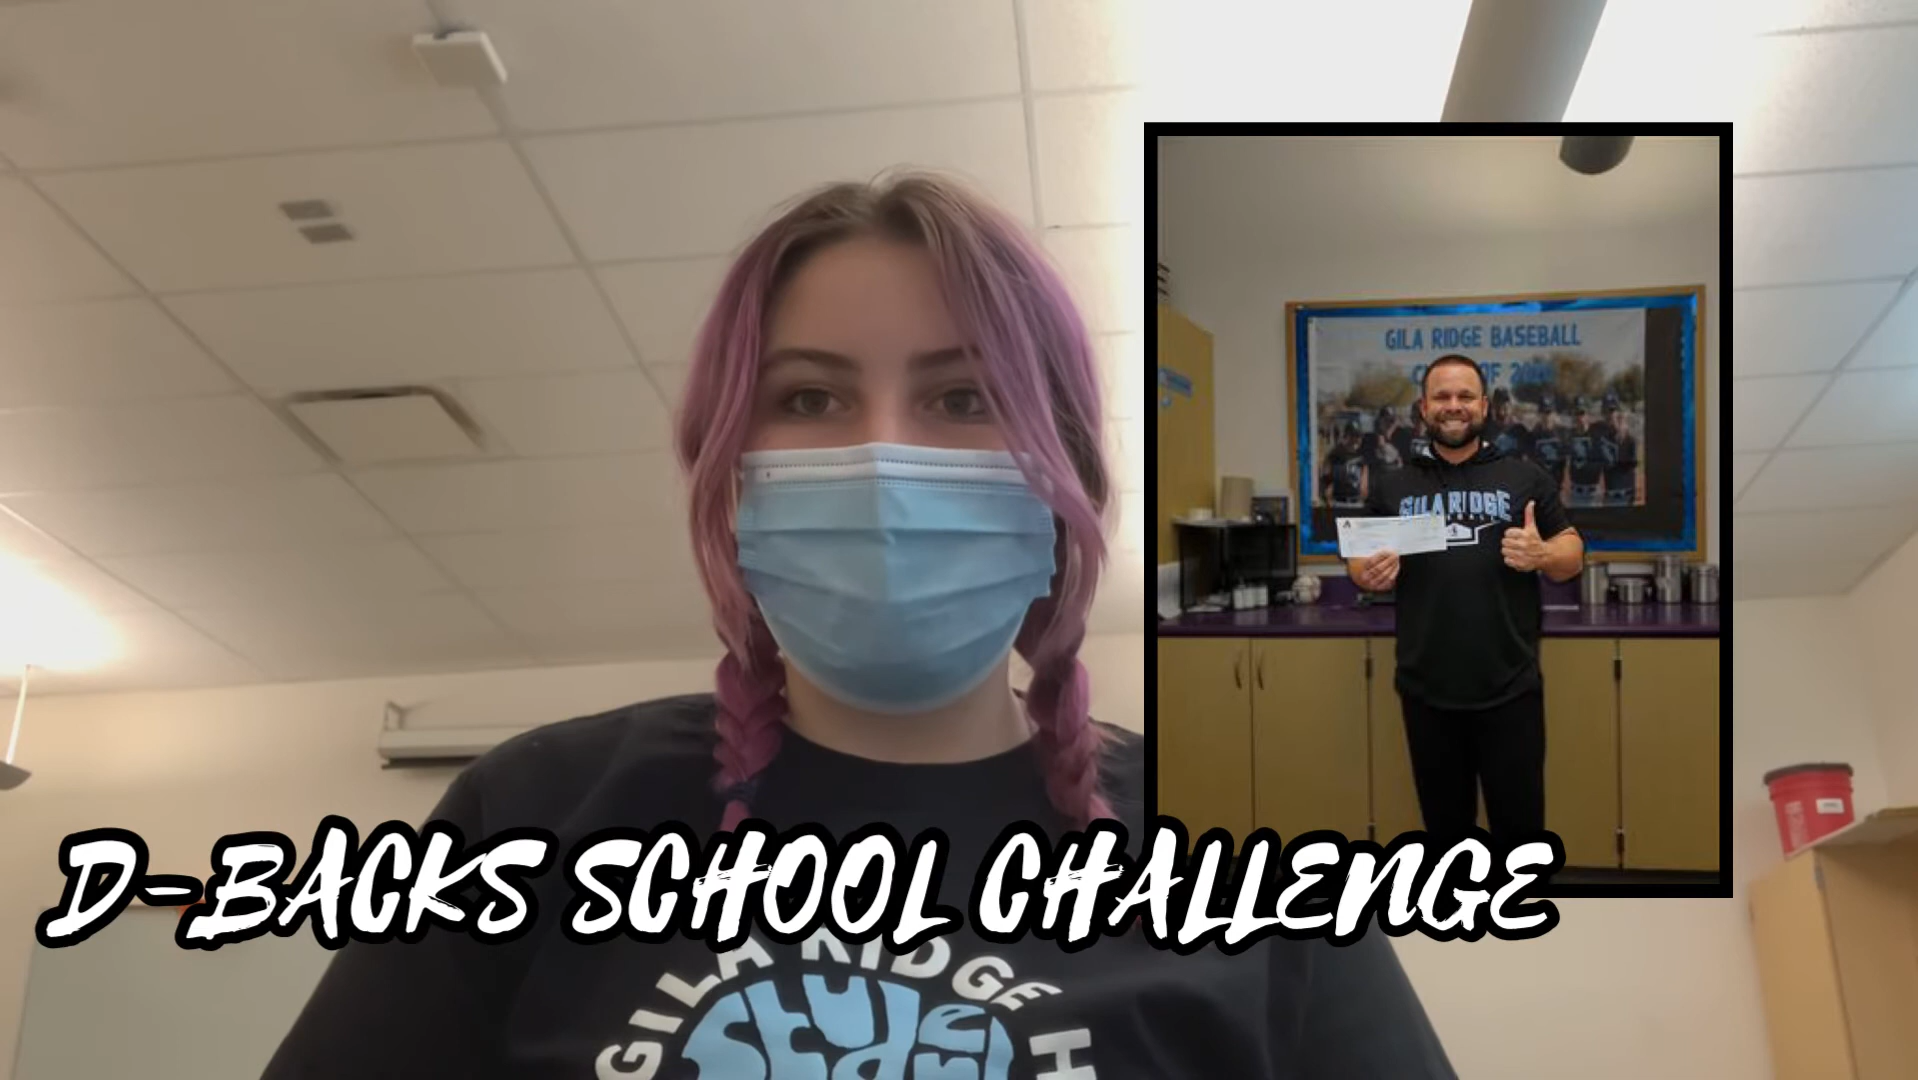 GILA RIDGE BASEBALL
GILA RIDGE
D-BACKS SCHOOL CHALLENGE
GILA RIDGE H